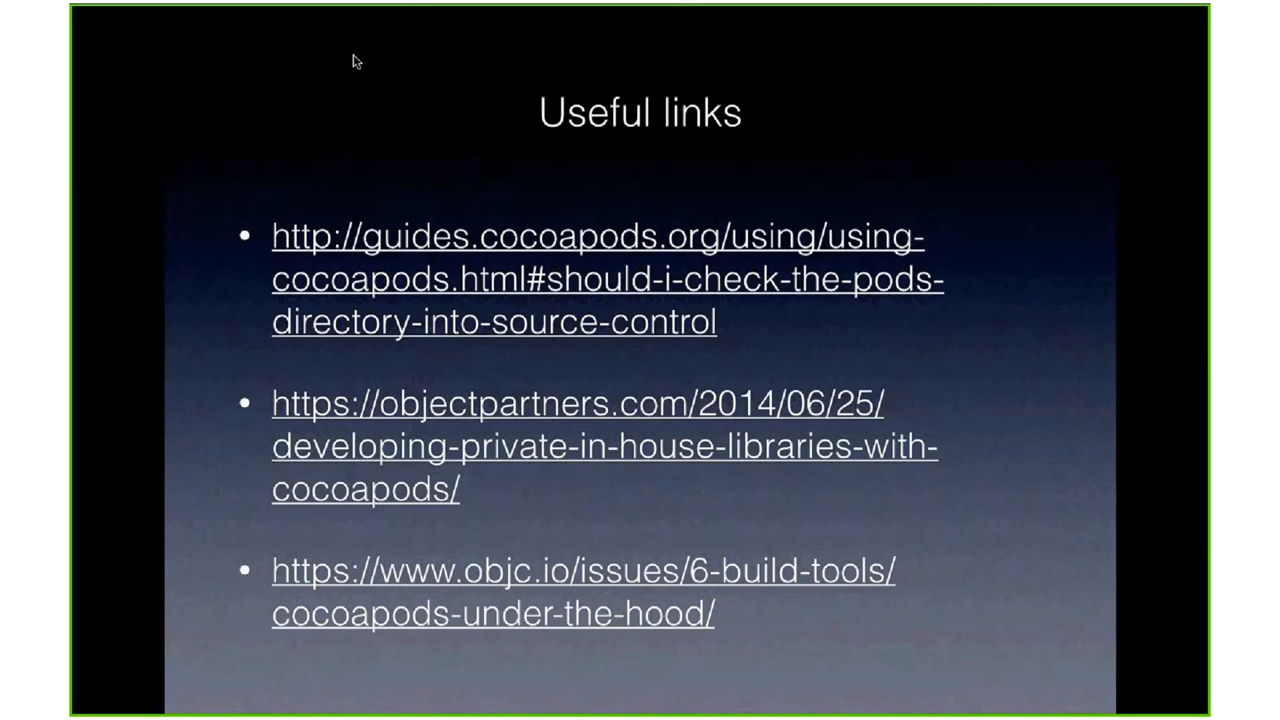 Useful links
• http://guides.cocoapods.org/using/using-
cocoapods.html#should-i-check-the-pods-
directory-into-source-control
• https://objectpartners.com/2014/06/25/
developing-private-in-house-libraries-with-
cocoapods/
• https://www.objc.io/issues/6-build-tools/
cocoapods-under-the-hood/